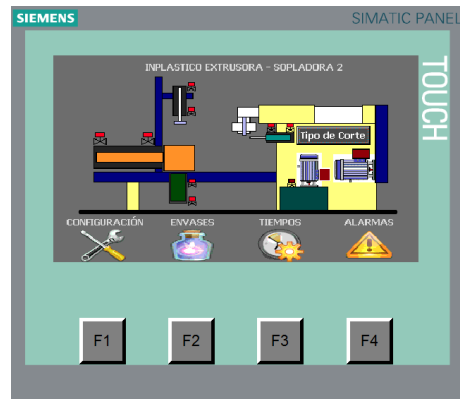 SIEMENS
SIMATIC PANEL
TOUCH
INPLASTICO EXTRUSORA - SOPLADORA 2
Tipo de Corte
CONFIGURACIÓN
ENVASES
TIEMPOS
ALARMAS
F1
F2
F3
F4